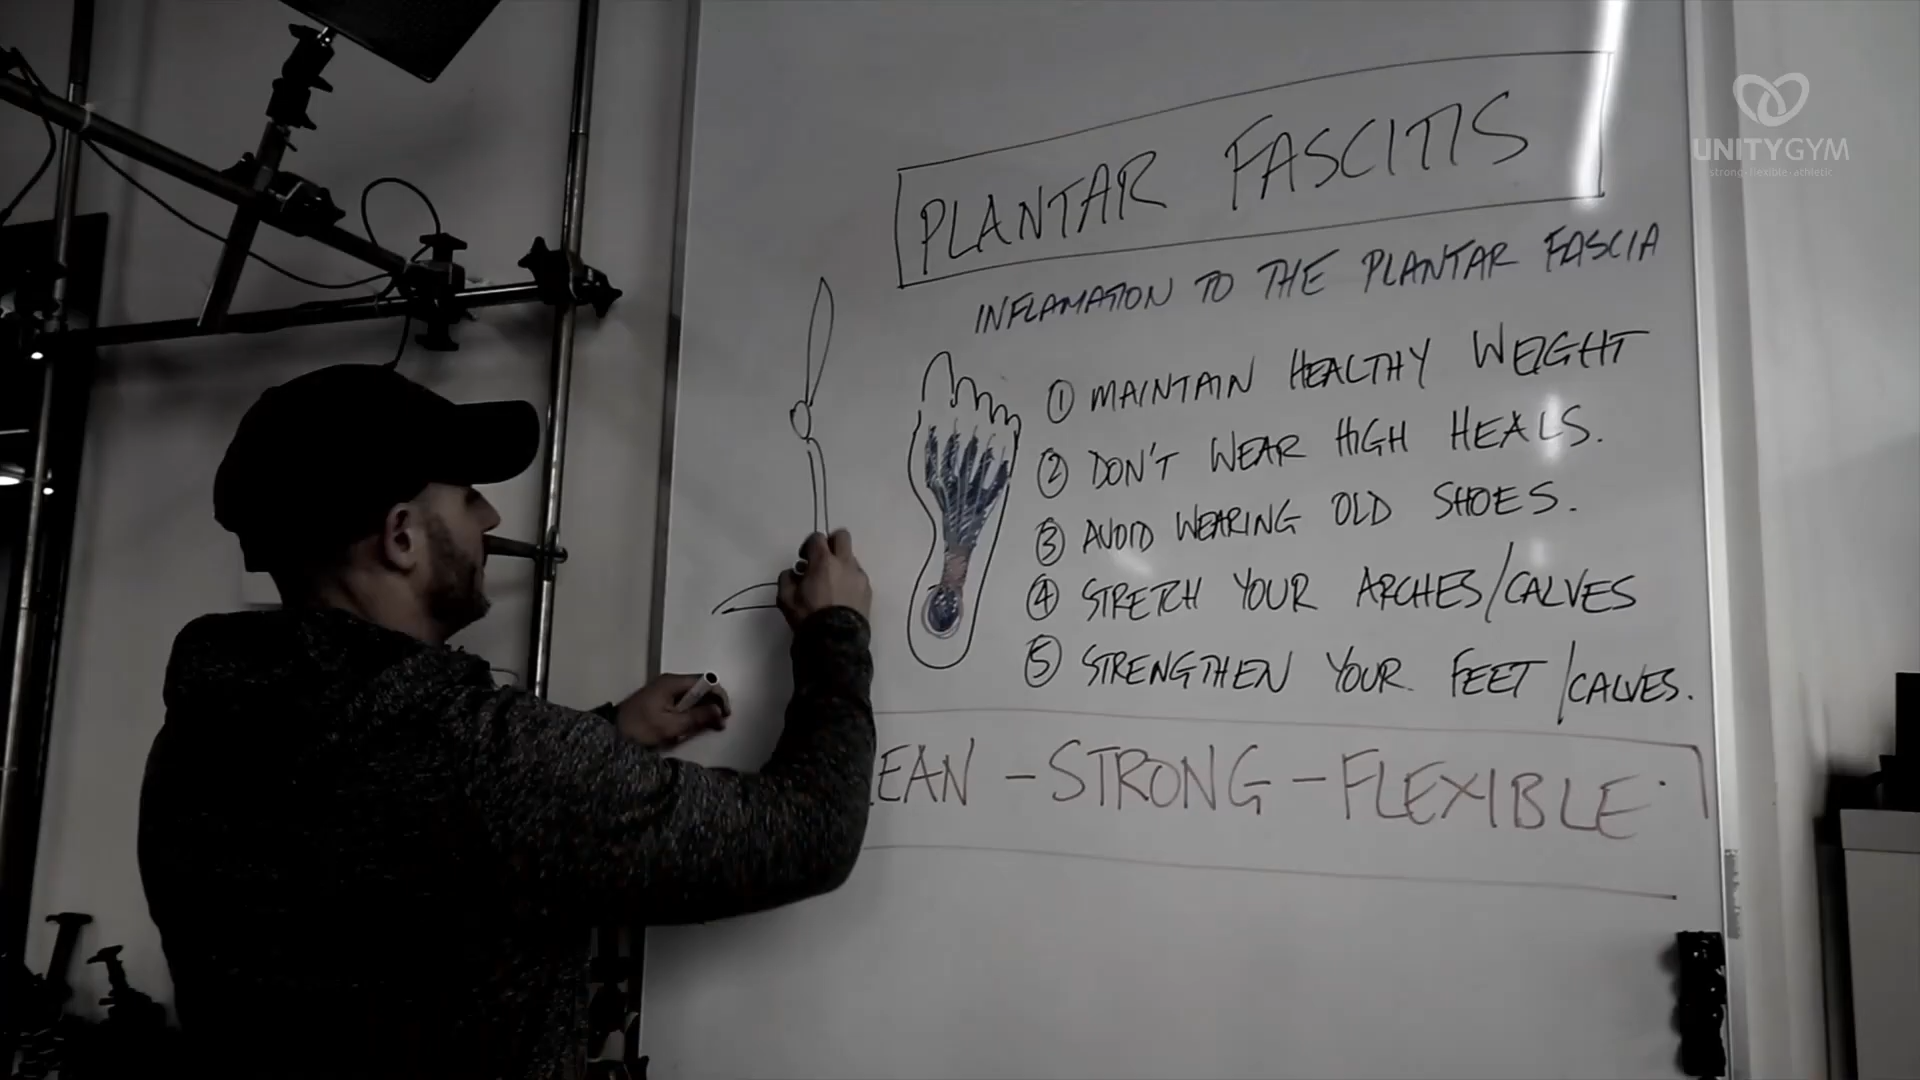 UNITYGYM
strong-flexible-athletic
PLANTAR FASCITIS
INFLAMATION TO THE PLANTAR FASCIA
① MAINTAIN HEALTHY WEIGHT
② DON'T WEAR HIGH HEALS.
③ AVOID WEARING OLD SHOES.
④ STRETCH YOUR ARCHES/CALVES
⑤ STRENGTHEN YOUR FEET/CALVES.
EAN - STRONG - FLEXIBLE.